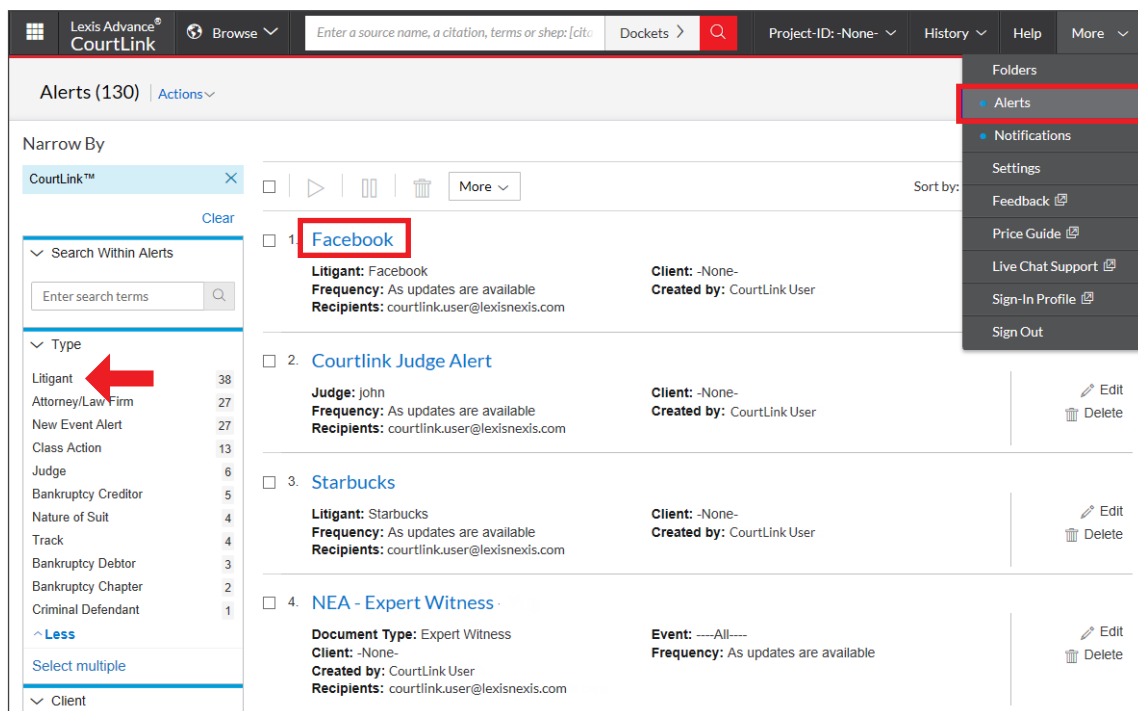 Lexis Advance®
CourtLink
Browse
Enter a source name, a citation, terms or shep: [cita
Dockets
Project-ID: -None-
History
Help
More
Folders
Alerts
Notifications
Settings
Feedback
Price Guide
Live Chat Support
Sign-In Profile
Sign Out
Alerts (130)
Actions
Narrow By
CourtLink™
Clear
Search Within Alerts
Enter search terms
Type
Litigant 38
Attorney/Law Firm 27
New Event Alert 27
Class Action 13
Judge 6
Bankruptcy Creditor 5
Nature of Suit 4
Track 4
Bankruptcy Debtor 3
Bankruptcy Chapter 2
Criminal Defendant 1
Less
Select multiple
Client
More
Sort by:
1. Facebook
Litigant: Facebook
Frequency: As updates are available
Recipients: courtlink.user@lexisnexis.com
Client: -None-
Created by: CourtLink User
2. Courtlink Judge Alert
Judge: john
Frequency: As updates are available
Recipients: courtlink.user@lexisnexis.com
Client: -None-
Created by: CourtLink User
Edit
Delete
3. Starbucks
Litigant: Starbucks
Frequency: As updates are available
Recipients: courtlink.user@lexisnexis.com
Client: -None-
Created by: CourtLink User
Edit
Delete
4. NEA - Expert Witness
Document Type: Expert Witness
Client: -None-
Created by: CourtLink User
Recipients: courtlink.user@lexisnexis.com
Event: ----All----
Frequency: As updates are available
Edit
Delete